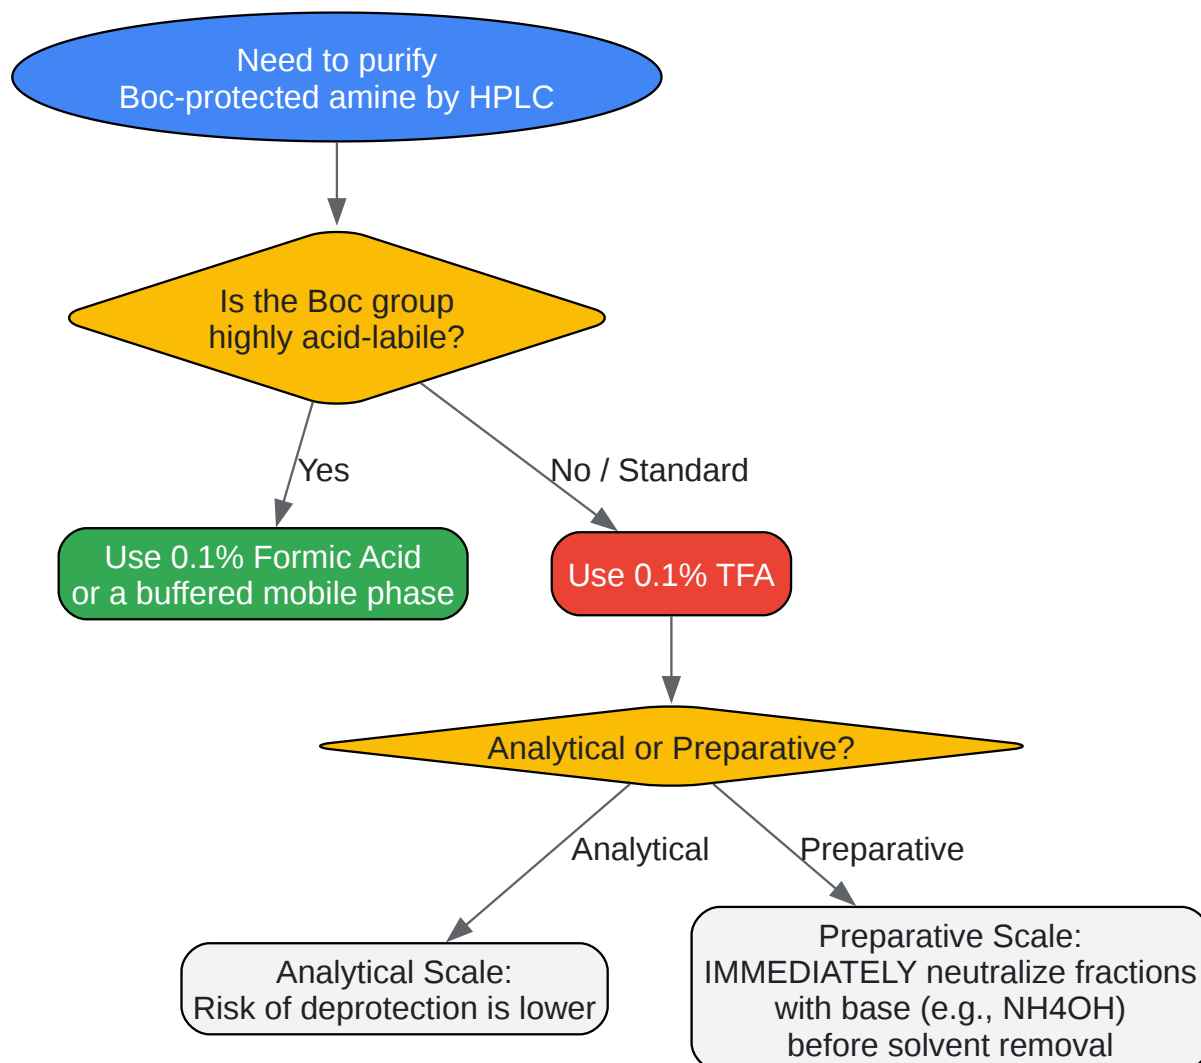 Need to purify
Boc-protected amine by HPLC
Is the Boc group
highly acid-labile?
Yes
No / Standard
Use 0.1% Formic Acid
or a buffered mobile phase
Use 0.1% TFA
Analytical or Preparative?
Analytical
Preparative
Analytical Scale:
Risk of deprotection is lower
Preparative Scale:
IMMEDIATELY neutralize fractions
with base (e.g., NH4OH)
before solvent removal